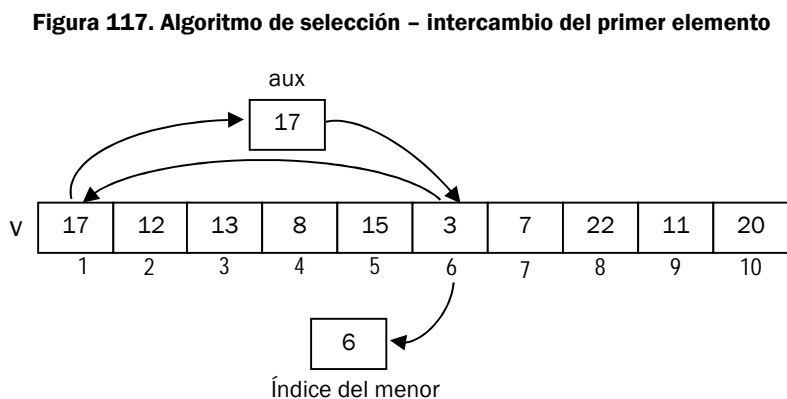 Figura 117. Algoritmo de selección – intercambio del primer elemento
aux
17
v 17 12 13 8 15 3 7 22 11 20
1 2 3 4 5 6 7 8 9 10
6
Índice del menor